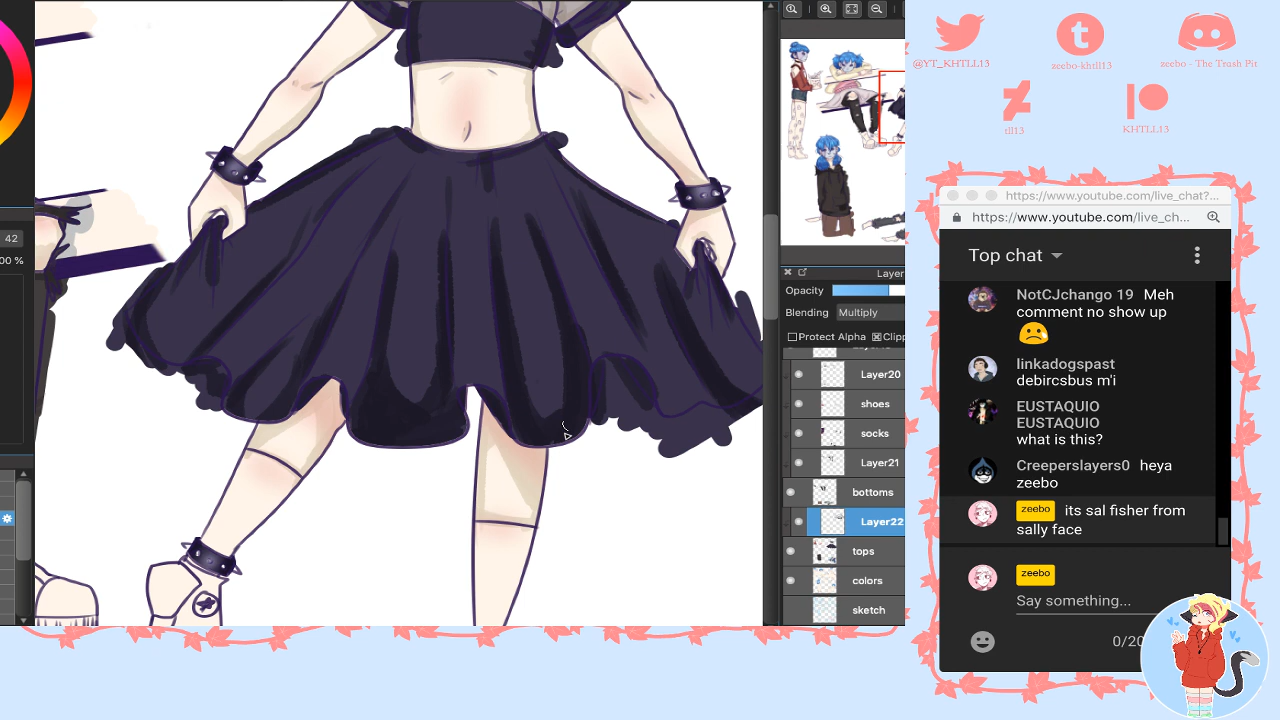 42
00 %
Layer
Opacity
Blending Multiply
Protect Alpha Clipp
Layer20
shoes
socks
Layer21
bottoms
Layer22
tops
colors
sketch
@YT_KHTLL13
zeebo-khtll13
zeebo - The Trash Pit
tll13
KHTLL13
https://www.youtube.com/live_chat?...
https://www.youtube.com/live_ch...
Top chat
NotCJchango 19 Meh
comment no show up
linkadogspast
debircsbus m'i
EUSTAQUIO
EUSTAQUIO
what is this?
Creeperslayers0 heya
zeebo
zeebo its sal fisher from
sally face
zeebo
Say something...
0/20